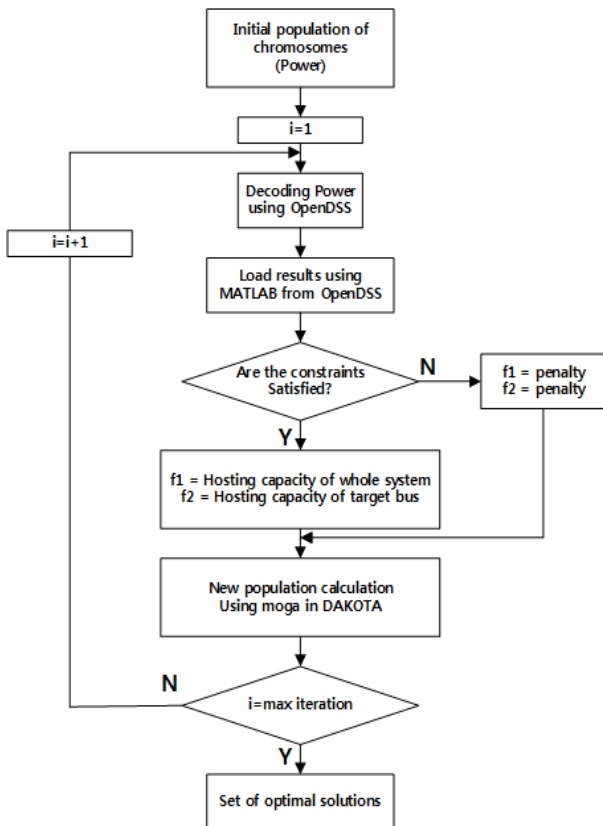 Initial population of
chromosomes
(Power)
i=1
Decoding Power
using OpenDSS
i=i+1
Load results using
MATLAB from OpenDSS
Are the constraints
Satisfied?
N
f1 = penalty
f2 = penalty
Y
f1 = Hosting capacity of whole system
f2 = Hosting capacity of target bus
New population calculation
Using moga in DAKOTA
N
i=max iteration
Y
Set of optimal solutions